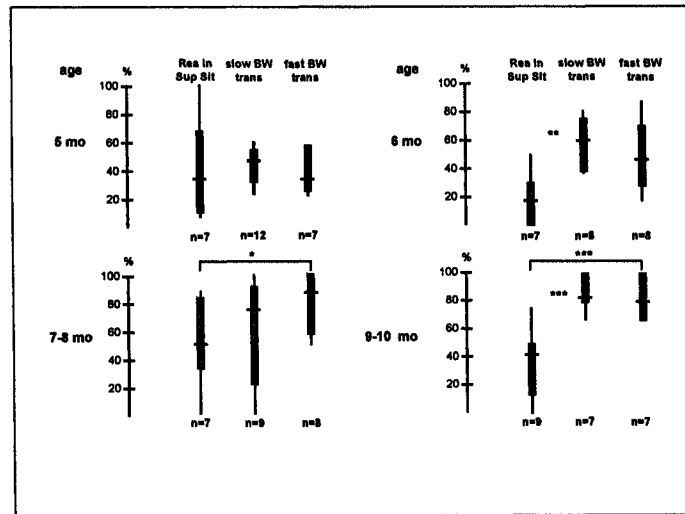 age % Rea in slow BW fast BW
Sup Sit trans trans
100
80
5 mo 60
40
20
n=7 n=12 n=7
age % Rea in slow BW fast BW
Sup Sit trans trans
100
80
6 mo 60 **
40
20
n=7 n=8 n=8
% *
100
80
7-8 mo 60
40
20
n=7 n=9 n=8
% ***
100
80 ***
9-10 mo 60
40
20
n=9 n=7 n=7